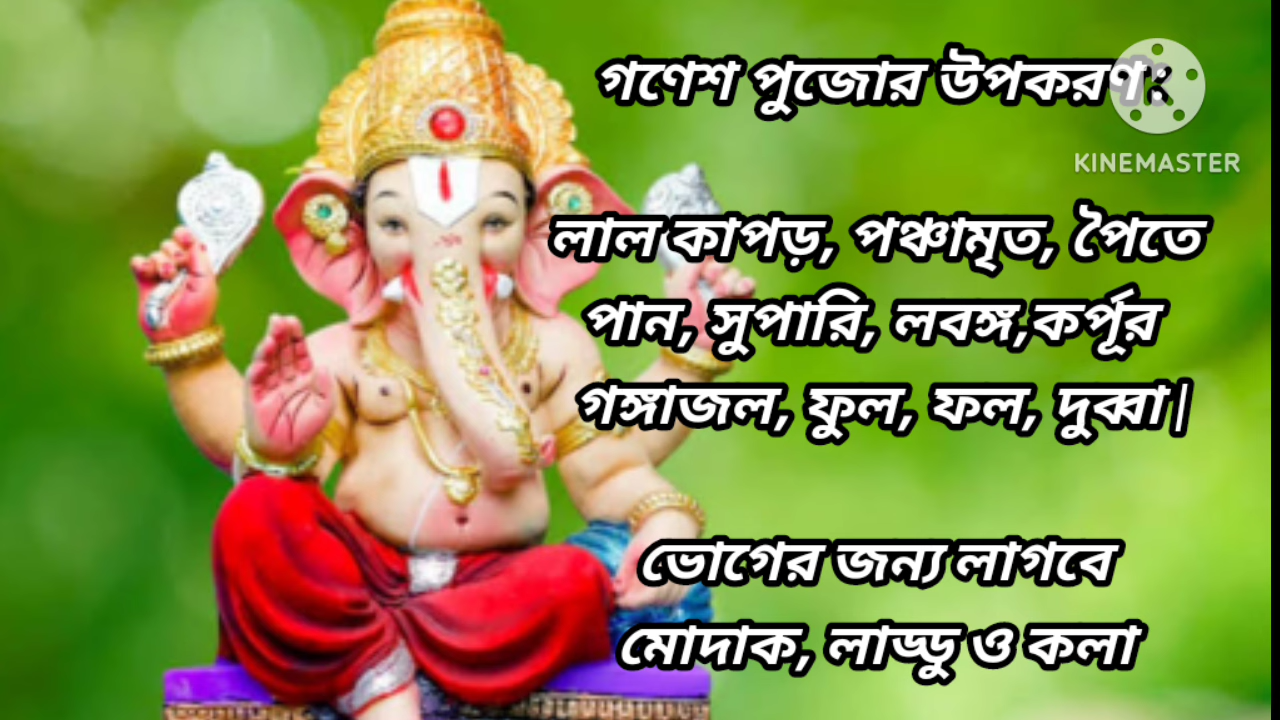 গণেশ পুজোর উপকরণ:
KINEMASTER
লাল কাপড়, পঞ্চামৃত, পৈতে
পান, সুপারি, লবঙ্গ,কর্পূর
গঙ্গাজল, ফুল, ফল, দুব্বা|
ভোগের জন্য লাগবে
মোদাক, লাড্ডু ও কলা